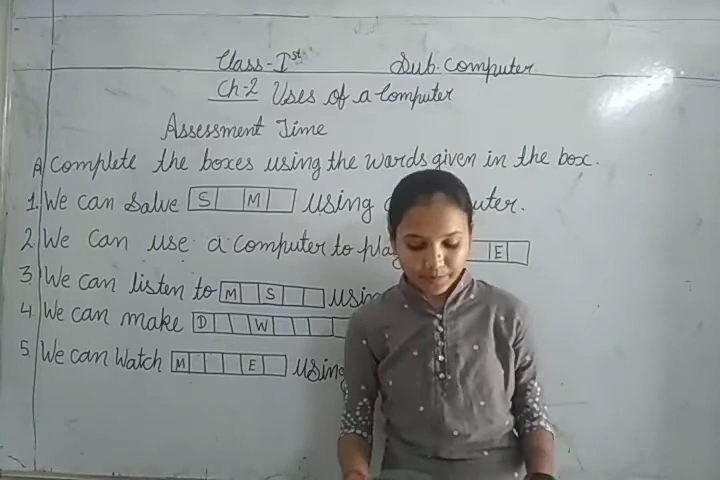 Class-Ist Sub. Computer
Ch-2 Uses of a Computer
Assessment Time
A Complete the boxes using the words given in the box.
1. We can solve S M using
2. We can use a computer to play E
3. We can listen to M S using
4. We can make D W
5. We can watch M E using